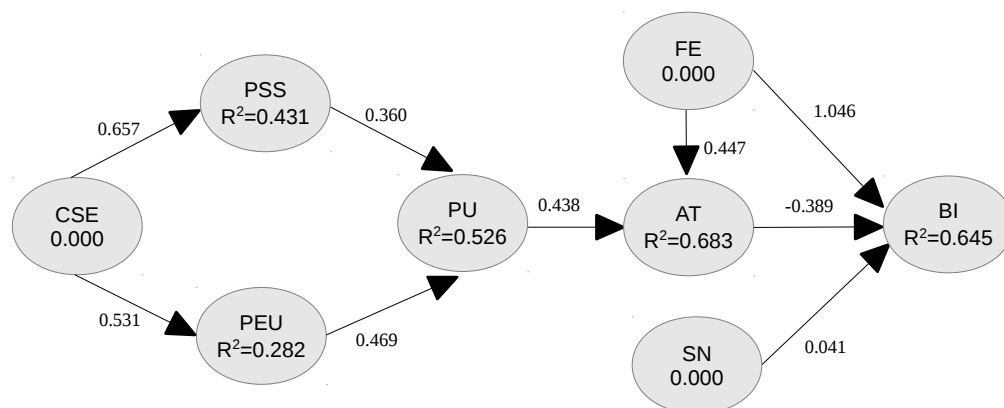 FE
0.000
PSS
R²=0.431
0.657
0.360
1.046
0.447
CSE
0.000
PU
R²=0.526
0.438
AT
R²=0.683
-0.389
BI
R²=0.645
0.531
PEU
R²=0.282
0.469
SN
0.000
0.041